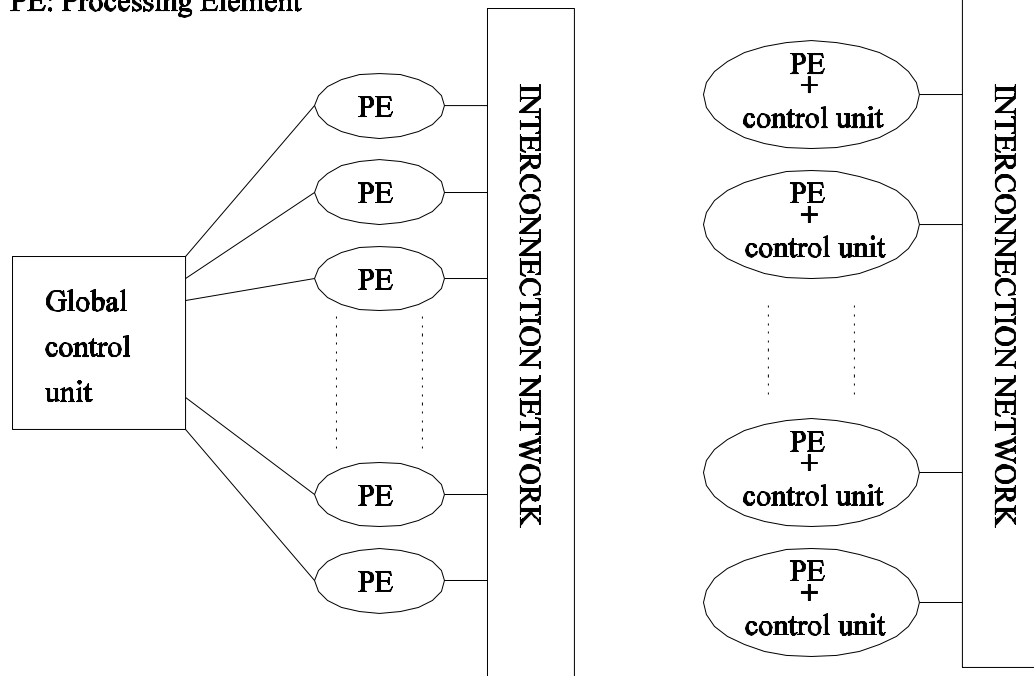 PE: Processing Element
Global
control
unit
PE
PE
PE
PE
PE
INTERCONNECTION NETWORK
PE
+
control unit
PE
+
control unit
PE
+
control unit
PE
+
control unit
INTERCONNECTION NETWORK